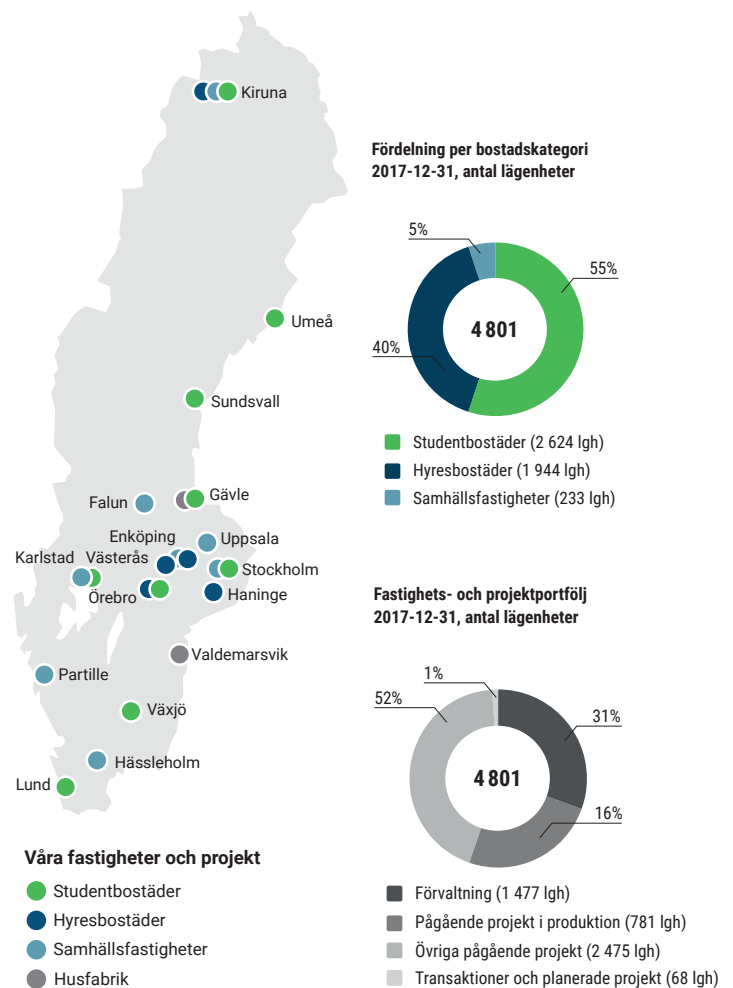 Kiruna
Umeå
Sundsvall
Gävle
Falun
Enköping
Uppsala
Karlstad
Västerås
Stockholm
Örebro
Haninge
Valdemarsvik
Partille
Växjö
Hässleholm
Lund
Våra fastigheter och projekt
Studentbostäder
Hyresbostäder
Samhällsfastigheter
Husfabrik
Fördelning per bostadskategori
2017-12-31, antal lägenheter
5%
55%
40%
4 801
Studentbostäder (2 624 lgh)
Hyresbostäder (1 944 lgh)
Samhällsfastigheter (233 lgh)
Fastighets- och projektportfölj
2017-12-31, antal lägenheter
1%
52%
31%
16%
4 801
Förvaltning (1 477 lgh)
Pågående projekt i produktion (781 lgh)
Övriga pågående projekt (2 475 lgh)
Transaktioner och planerade projekt (68 lgh)